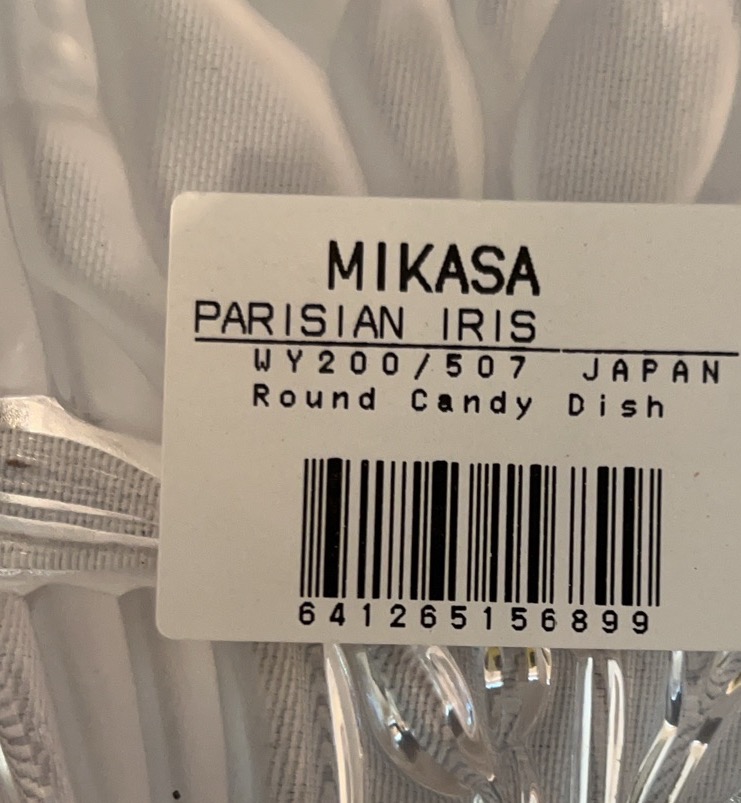 MIKASA
PARISIAN IRIS
WY200/507 JAPAN
Round Candy Dish
641265156899